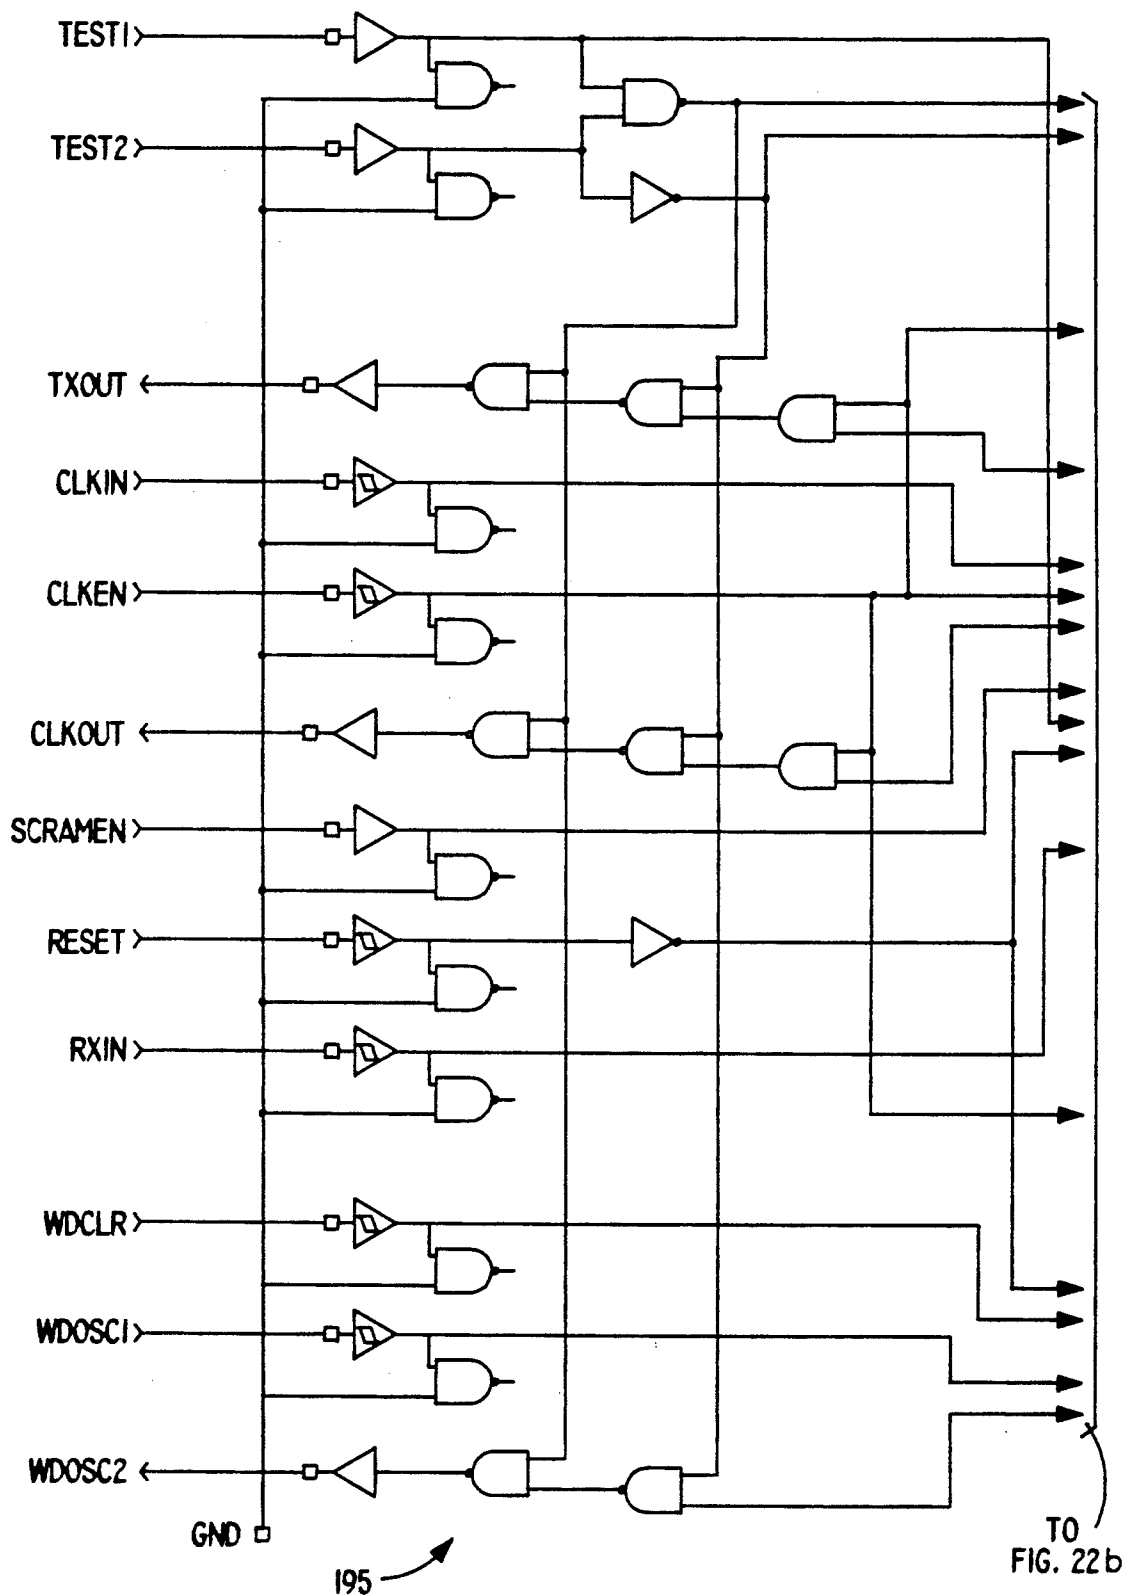 TEST1
TEST2
TXOUT
CLKIN
CLKEN
CLKOUT
SCRAMEN
RESET
RXIN
WDCLR
WDOSC1
WDOSC2
GND
195
TO
FIG. 22b